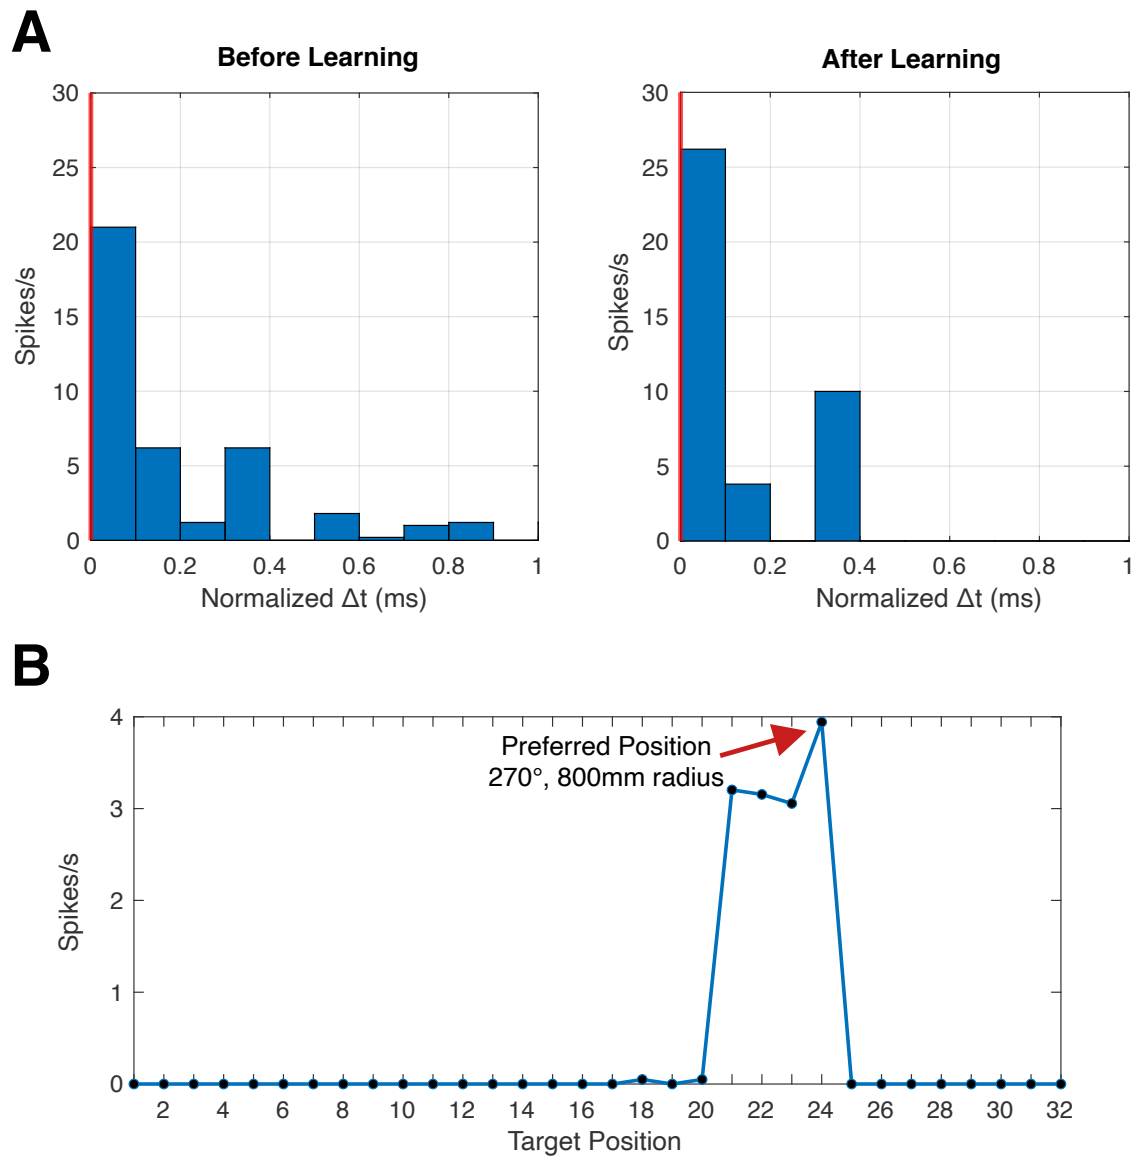 A
Before Learning
After Learning
30
25
20
15
10
5
0
Spikes/s
0 0.2 0.4 0.6 0.8 1
Normalized Δt (ms)
30
25
20
15
10
5
0
Spikes/s
0 0.2 0.4 0.6 0.8 1
Normalized Δt (ms)
B
4
3
2
1
0
Spikes/s
Preferred Position
270°, 800mm radius
2 4 6 8 10 12 14 16 18 20 22 24 26 28 30 32
Target Position